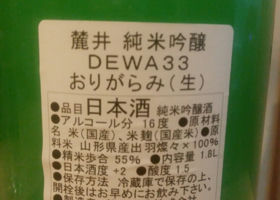 麓井 純米吟醸
DEWA33
おりがらみ(生)
●品目 日本酒 純米吟醸酒
●アルコール分 16度 ●原材料
名 米(国産)、米麹(国産米)●原
料米 山形県産出羽燦々×100%
●精米歩合 55% ●内容量 1.8L
●日本酒度 +2 ●酸度 1.5
●保存方法 冷蔵庫で保存の上、
開栓後はお早めにお飲み下さい。